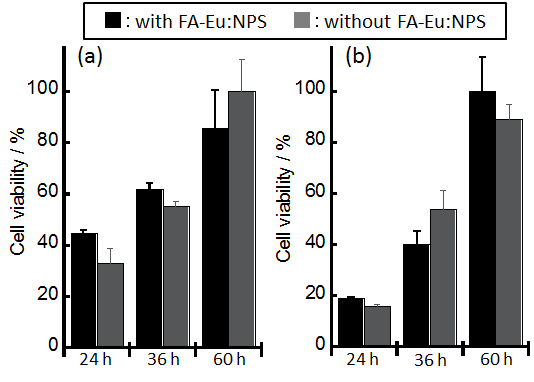 : with FA-Eu:NPS : without FA-Eu:NPS
(a)
Cell viability / %
100
80
60
40
20
0
24 h 36 h 60 h
(b)
Cell viability / %
100
80
60
40
20
0
24 h 36 h 60 h